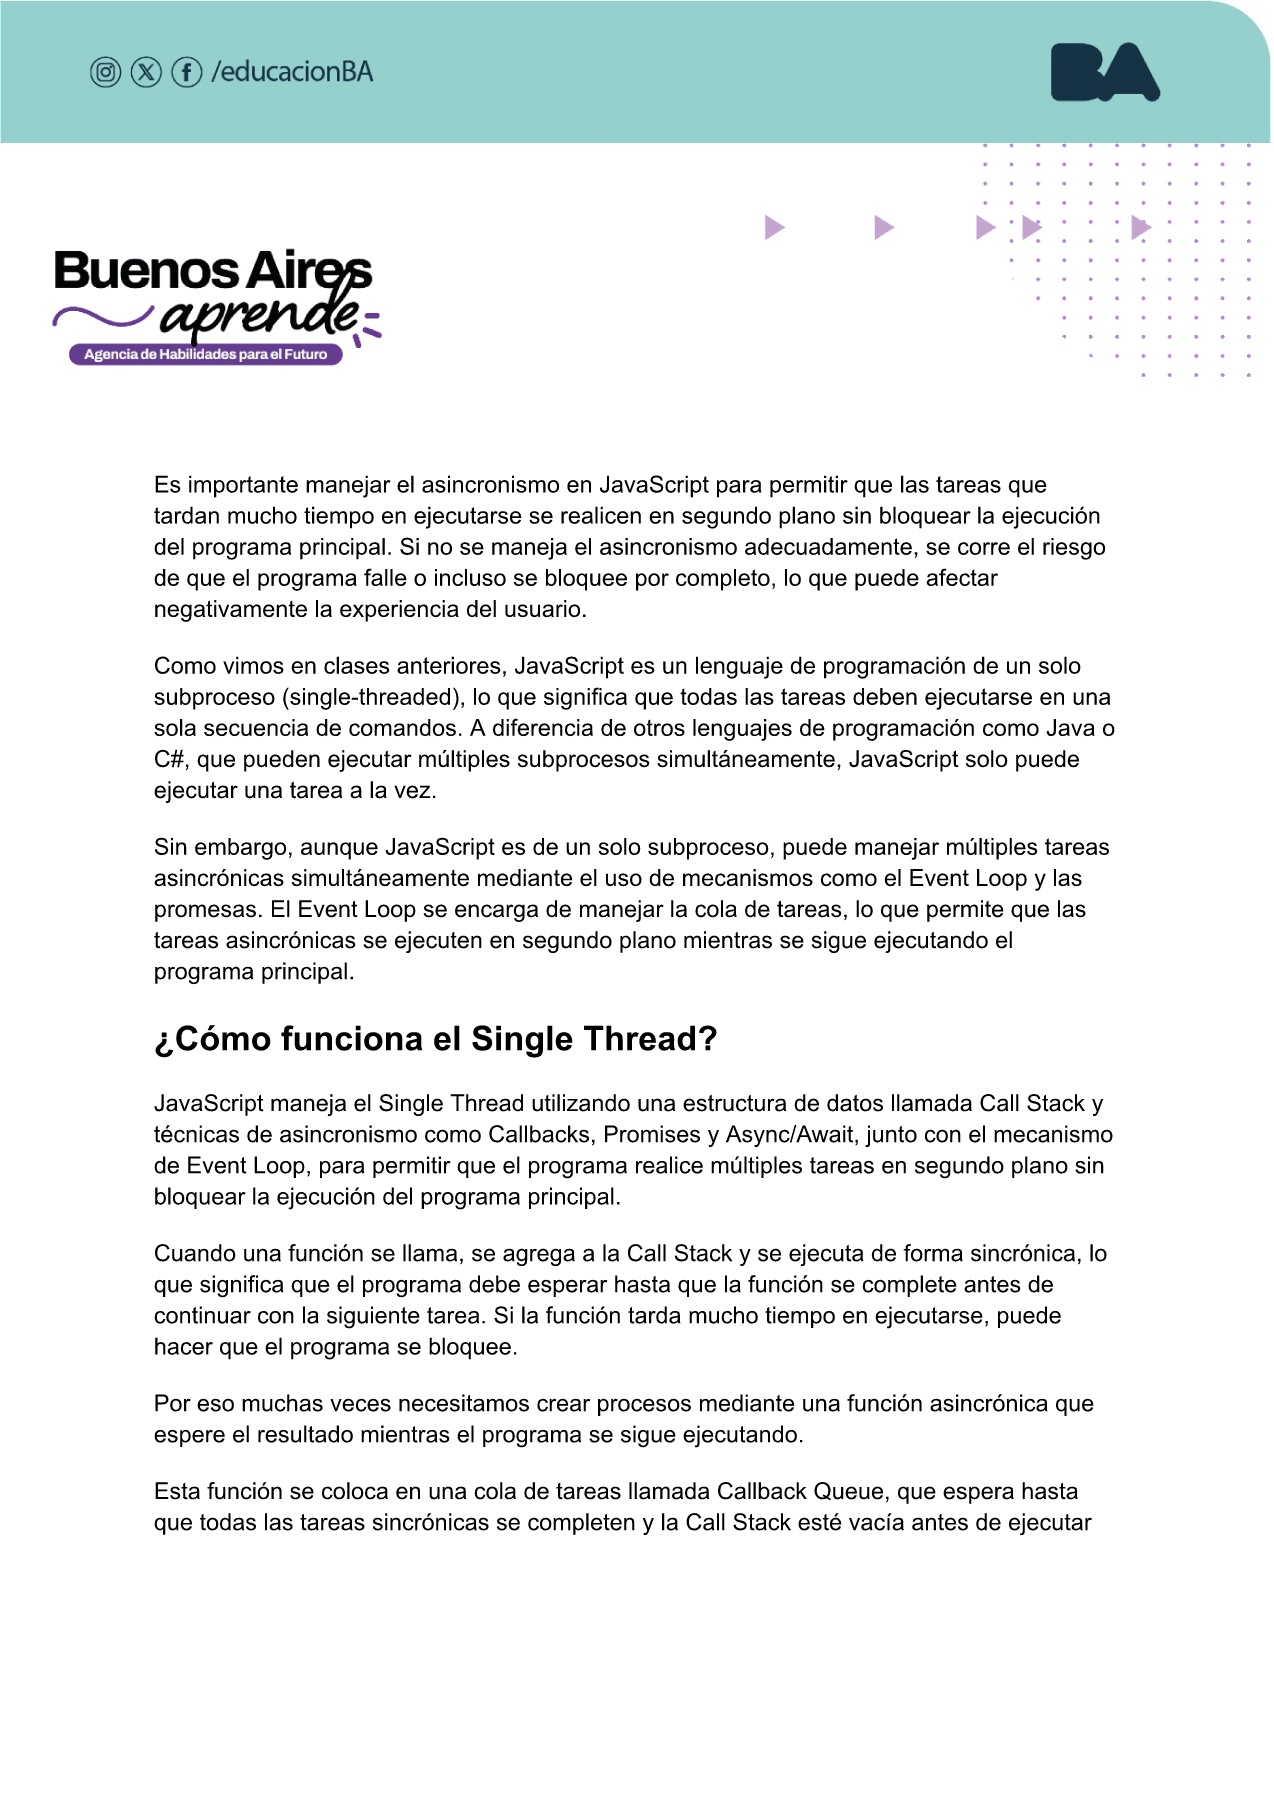 /educacionBA
BA
Buenos Aires
aprende
Agencia de Habilidades para el Futuro
Es importante manejar el asincronismo en JavaScript para permitir que las tareas que
tardan mucho tiempo en ejecutarse se realicen en segundo plano sin bloquear la ejecución
del programa principal. Si no se maneja el asincronismo adecuadamente, se corre el riesgo
de que el programa falle o incluso se bloquee por completo, lo que puede afectar
negativamente la experiencia del usuario.
Como vimos en clases anteriores, JavaScript es un lenguaje de programación de un solo
subproceso (single-threaded), lo que significa que todas las tareas deben ejecutarse en una
sola secuencia de comandos. A diferencia de otros lenguajes de programación como Java o
C#, que pueden ejecutar múltiples subprocesos simultáneamente, JavaScript solo puede
ejecutar una tarea a la vez.
Sin embargo, aunque JavaScript es de un solo subproceso, puede manejar múltiples tareas
asincrónicas simultáneamente mediante el uso de mecanismos como el Event Loop y las
promesas. El Event Loop se encarga de manejar la cola de tareas, lo que permite que las
tareas asincrónicas se ejecuten en segundo plano mientras se sigue ejecutando el
programa principal.
¿Cómo funciona el Single Thread?
JavaScript maneja el Single Thread utilizando una estructura de datos llamada Call Stack y
técnicas de asincronismo como Callbacks, Promises y Async/Await, junto con el mecanismo
de Event Loop, para permitir que el programa realice múltiples tareas en segundo plano sin
bloquear la ejecución del programa principal.
Cuando una función se llama, se agrega a la Call Stack y se ejecuta de forma sincrónica, lo
que significa que el programa debe esperar hasta que la función se complete antes de
continuar con la siguiente tarea. Si la función tarda mucho tiempo en ejecutarse, puede
hacer que el programa se bloquee.
Por eso muchas veces necesitamos crear procesos mediante una función asincrónica que
espere el resultado mientras el programa se sigue ejecutando.
Esta función se coloca en una cola de tareas llamada Callback Queue, que espera hasta
que todas las tareas sincrónicas se completen y la Call Stack esté vacía antes de ejecutar